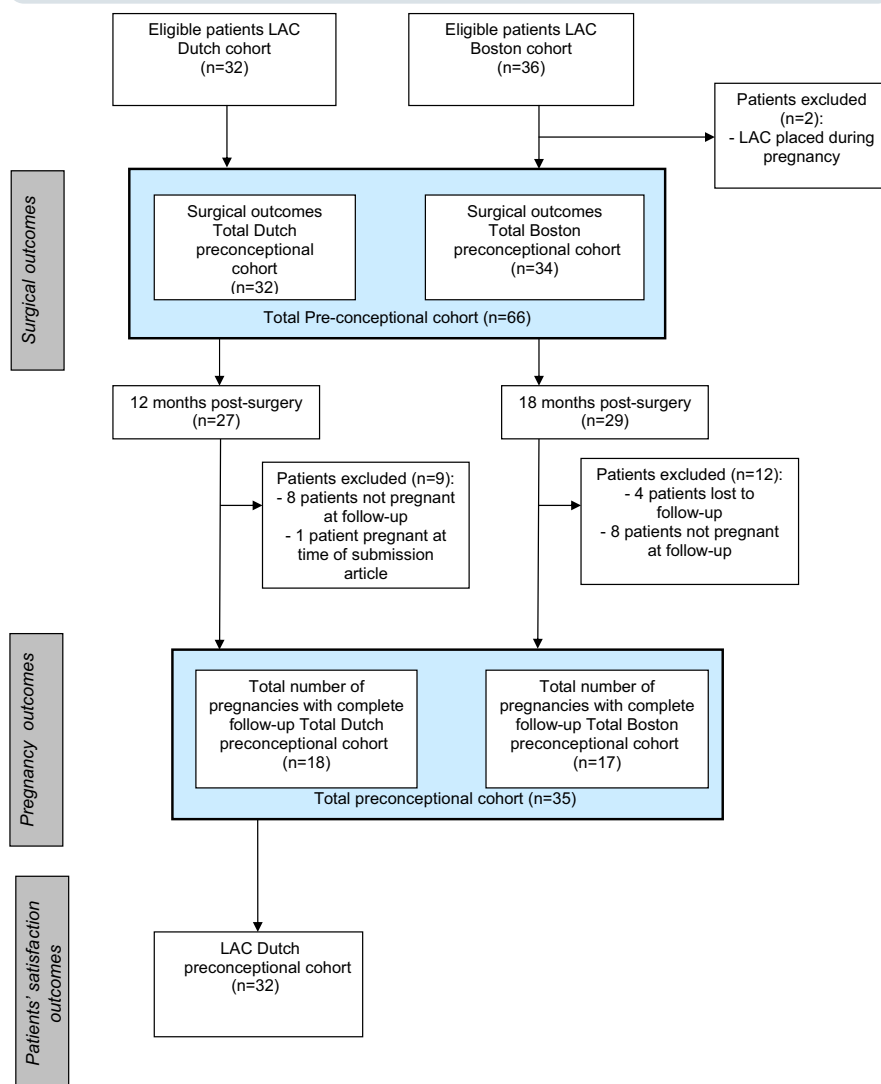 Eligible patients LAC
Dutch cohort
(n=32)
Eligible patients LAC
Boston cohort
(n=36)
Patients excluded
(n=2):
- LAC placed during
pregnancy
Surgical outcomes
Surgical outcomes
Total Dutch
preconceptional
cohort
(n=32)
Surgical outcomes
Total Boston
preconceptional cohort
(n=34)
Total Pre-conceptional cohort (n=66)
12 months post-surgery
(n=27)
18 months post-surgery
(n=29)
Patients excluded (n=9):
- 8 patients not pregnant
at follow-up
- 1 patient pregnant at
time of submission
article
Patients excluded (n=12):
- 4 patients lost to
follow-up
- 8 patients not pregnant
at follow-up
Pregnancy outcomes
Total number of
pregnancies with complete
follow-up Total Dutch
preconceptional cohort
(n=18)
Total number of
pregnancies with complete
follow-up Total Boston
preconceptional cohort
(n=17)
Total preconceptional cohort (n=35)
Patients' satisfaction
outcomes
LAC Dutch
preconceptional cohort
(n=32)